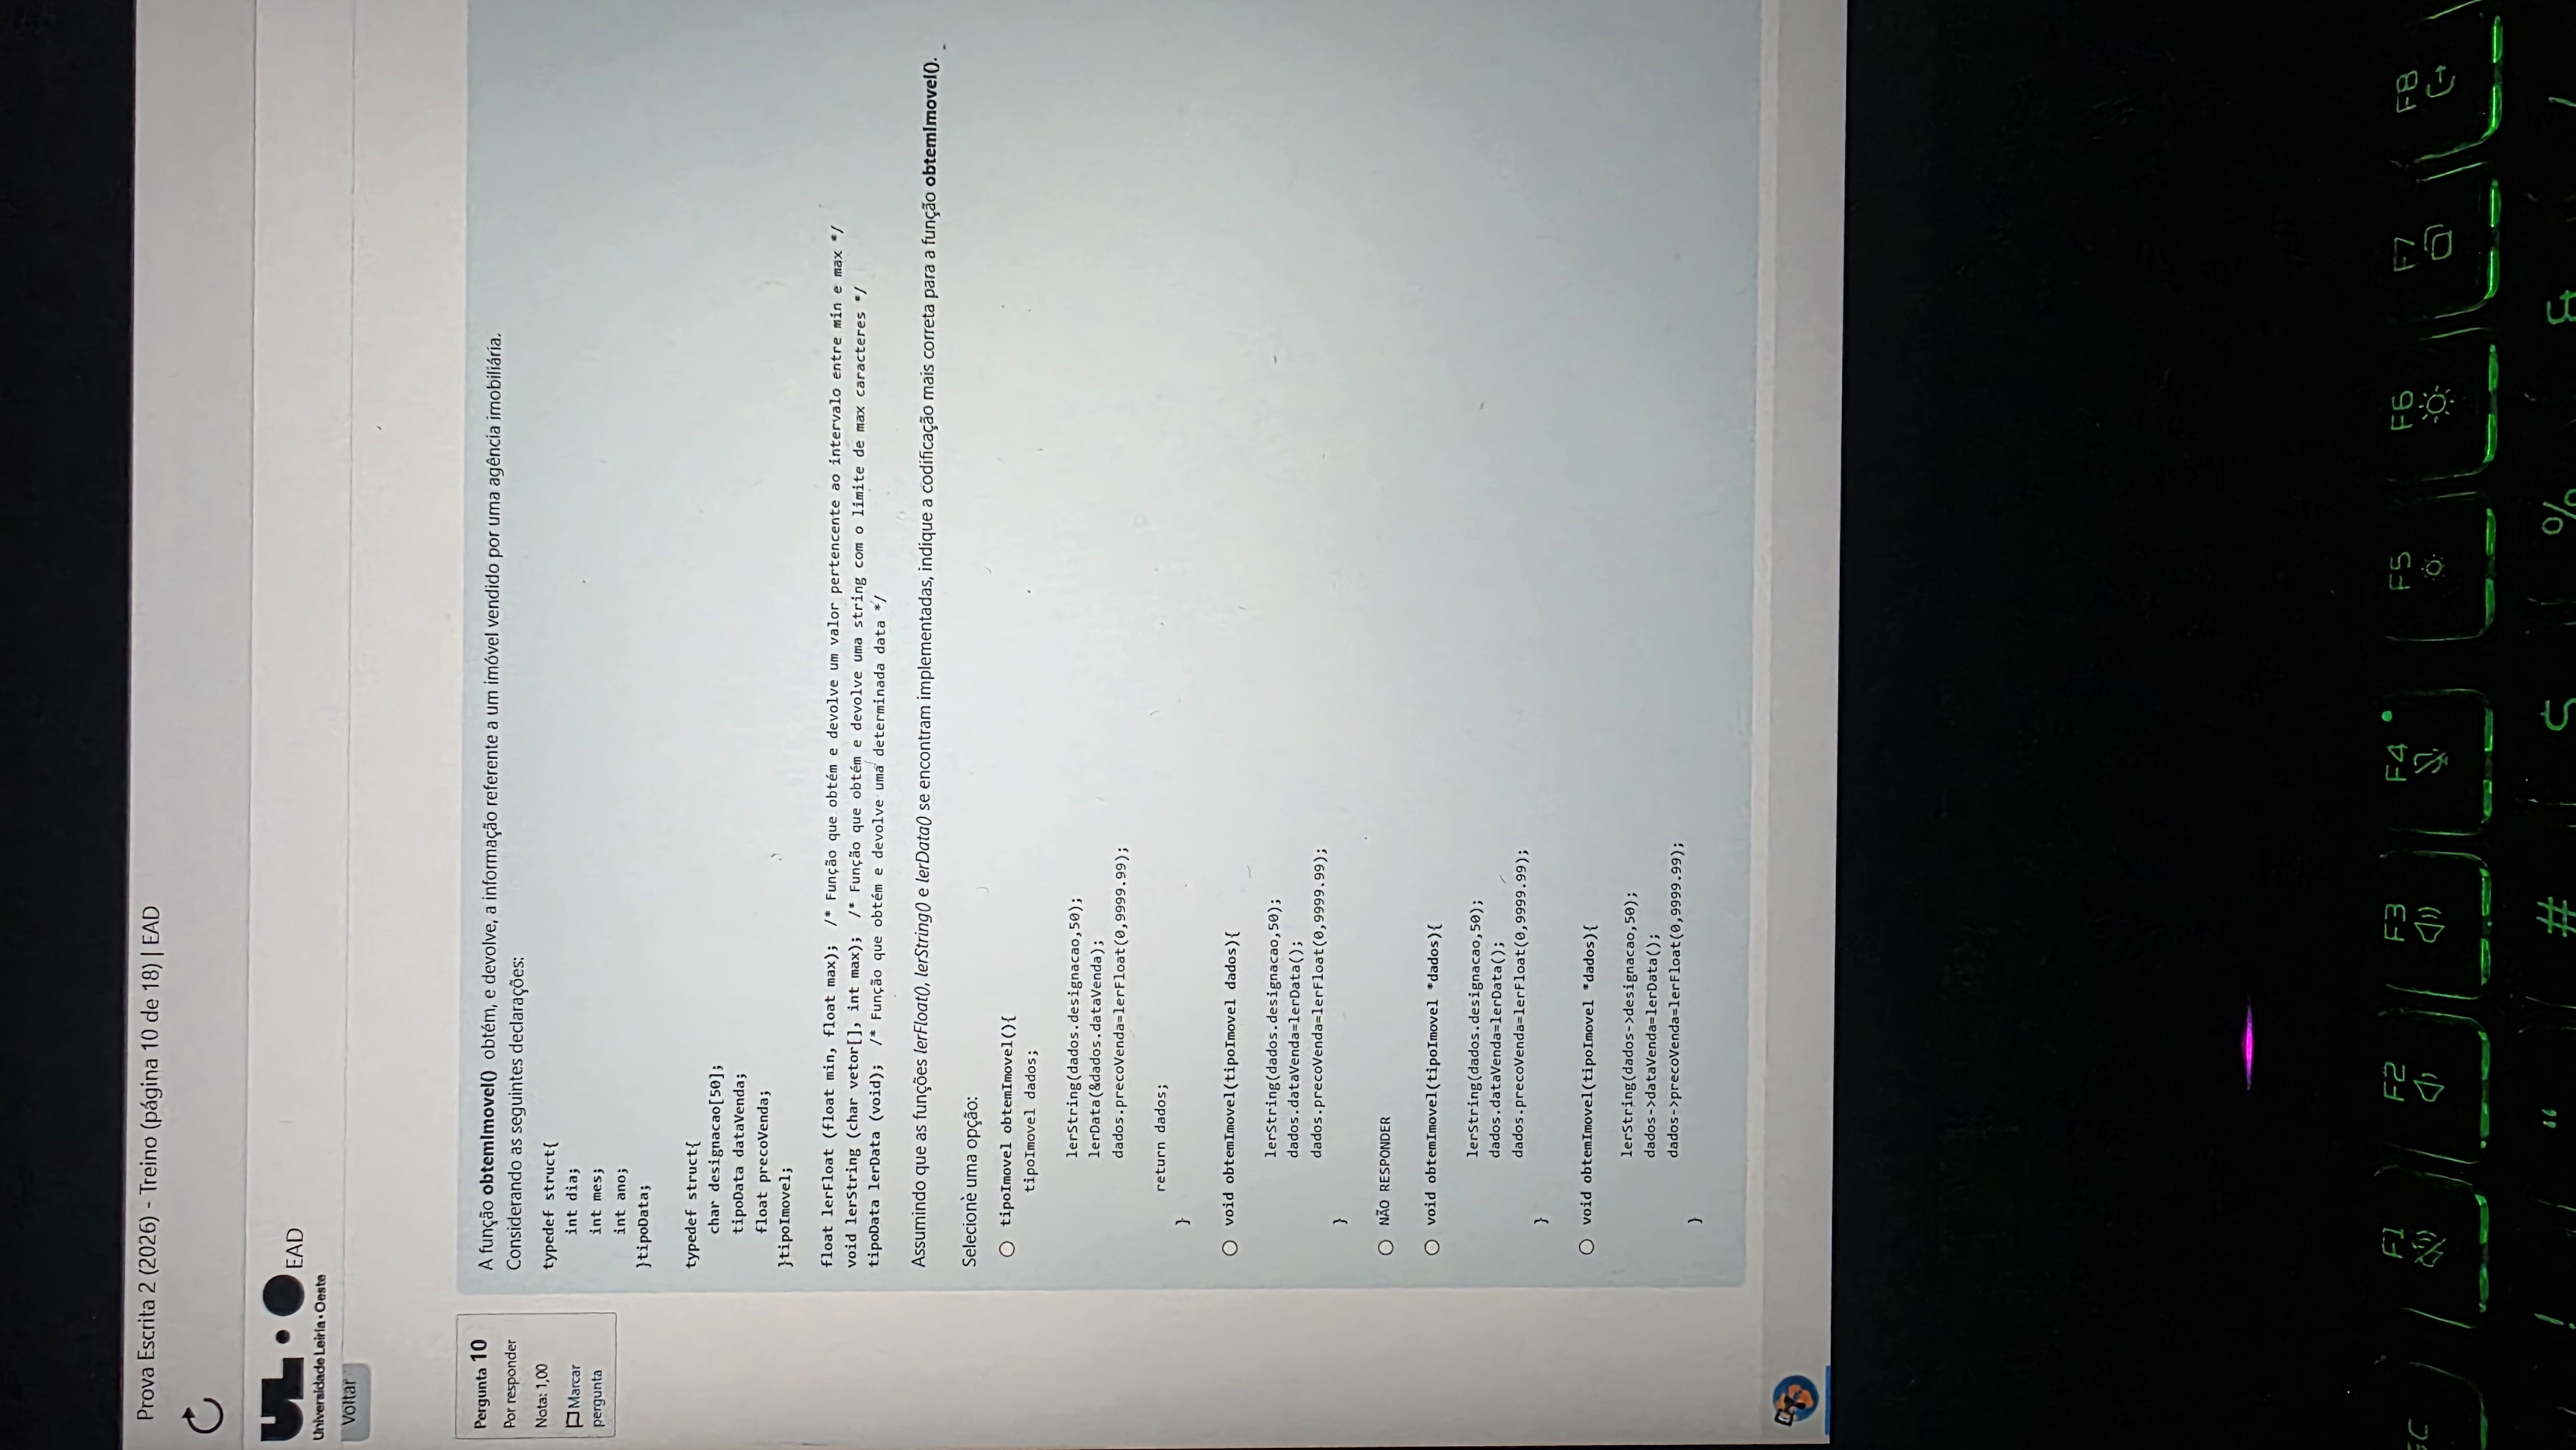 Prova Escrita 2 (2026) - Treino (página 10 de 18) | EAD
UL EAD
Universidade Leiria • Oeste
Voltar
Pergunta 10
Por responder
Nota: 1,00
Marcar
pergunta
A função obtemImovel() obtém, e devolve, a informação referente a um imóvel vendido por uma agência imobiliária.
Considerando as seguintes declarações:
typedef struct{
int dia;
int mes;
int ano;
}tipoData;
typedef struct{
char designacao[50];
tipoData dataVenda;
float precoVenda;
}tipoImovel;
float lerFloat (float min, float max); /* Função que obtém e devolve um valor pertencente ao intervalo entre min e max */
void lerString (char vetor[], int max); /* Função que obtém e devolve uma string com o limite de max caracteres */
tipoData lerData (void); /* Função que obtém e devolve uma determinada data */
Assumindo que as funções lerFloat(), lerString() e lerData() se encontram implementadas, indique a codificação mais correta para a função obtemImovel().
Selecione uma opção:
tipoImovel obtemImovel(){
tipoImovel dados;
lerString(dados.designacao,50);
lerData(&dados.dataVenda);
dados.precoVenda=lerFloat(0,9999.99);
return dados;
}
void obtemImovel(tipoImovel dados){
lerString(dados.designacao,50);
dados.dataVenda=lerData();
dados.precoVenda=lerFloat(0,9999.99);
}
NÃO RESPONDER
void obtemImovel(tipoImovel *dados){
lerString(dados.designacao,50);
dados.dataVenda=lerData();
dados.precoVenda=lerFloat(0,9999.99);
}
void obtemImovel(tipoImovel *dados){
lerString(dados->designacao,50);
dados->dataVenda=lerData();
dados->precoVenda=lerFloat(0,9999.99);
}
F1 F2 F3 F4 F5 F6 F7 F8
! " # $ % &